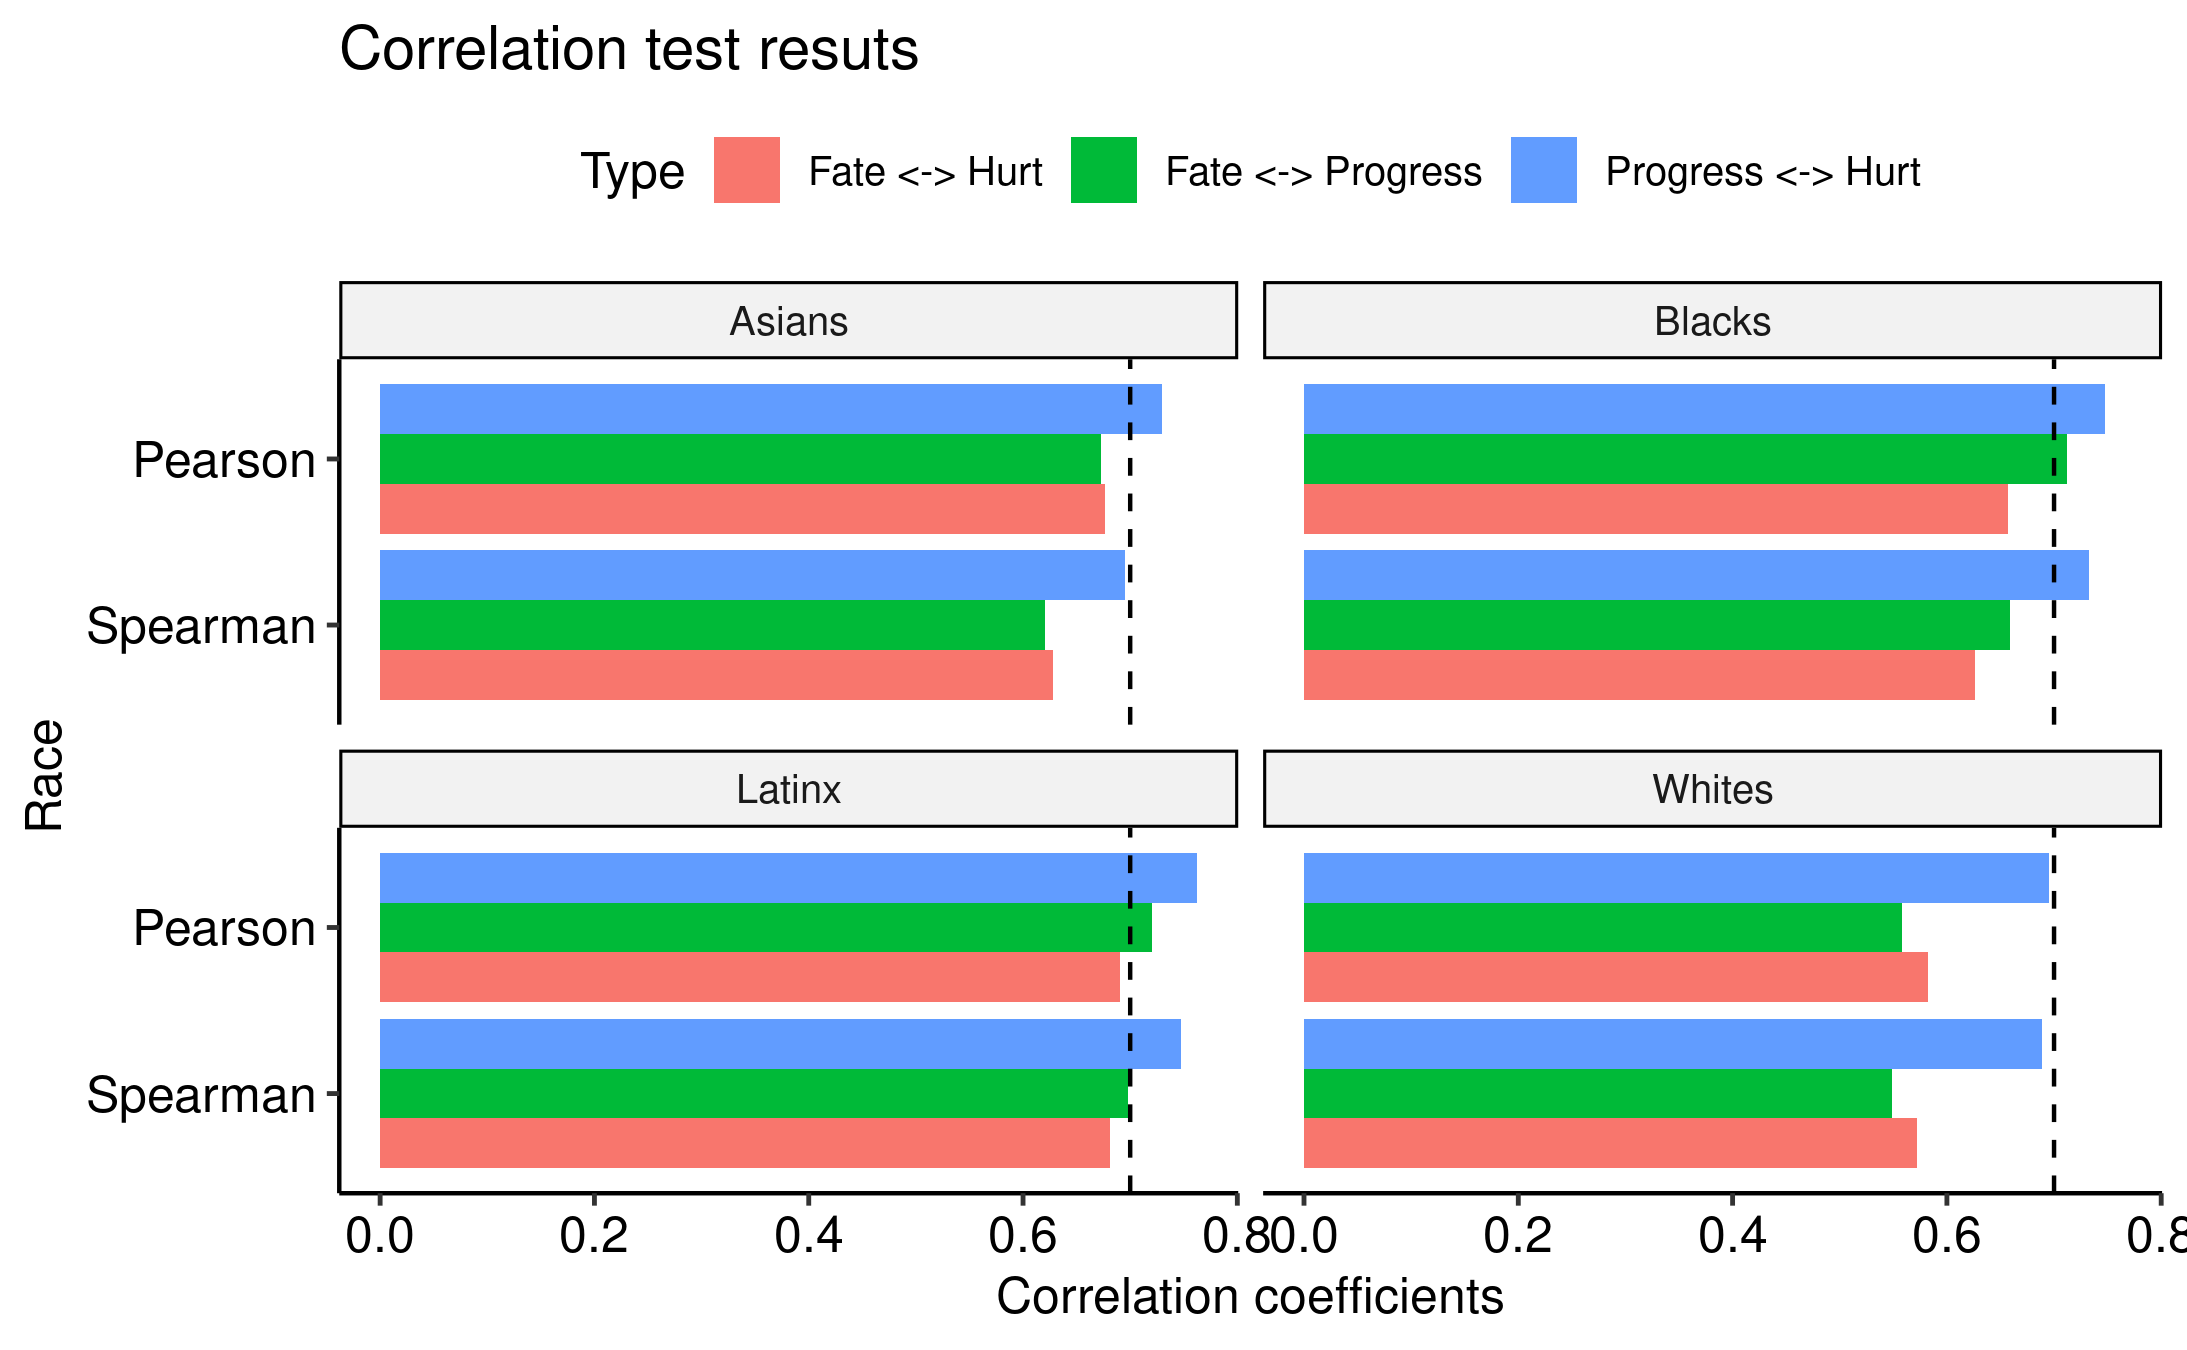 Correlation test resuts
Type Fate <-> Hurt Fate <-> Progress Progress <-> Hurt
Asians Blacks
Pearson
Spearman
Race
Latinx Whites
Pearson
Spearman
0.0 0.2 0.4 0.6 0.8 0.0 0.2 0.4 0.6 0.8
Correlation coefficients